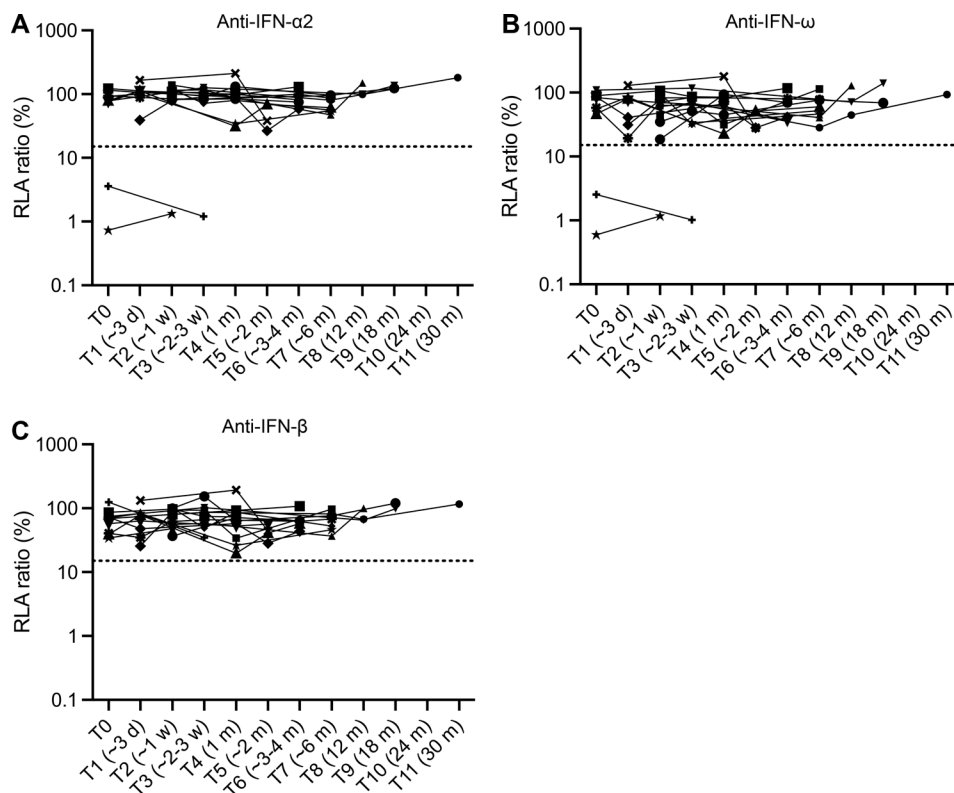 A
Anti-IFN-α2
1000
100
10
1
0.1
RLA ratio (%)
T0
T1 (~3 d)
T2 (~1 w)
T3 (~2-3 w)
T4 (1 m)
T5 (~2 m)
T6 (~3-4 m)
T7 (~6 m)
T8 (12 m)
T9 (18 m)
T10 (24 m)
T11 (30 m)
B
Anti-IFN-ω
1000
100
10
1
0.1
RLA ratio (%)
T0
T1 (~3 d)
T2 (~1 w)
T3 (~2-3 w)
T4 (1 m)
T5 (~2 m)
T6 (~3-4 m)
T7 (~6 m)
T8 (12 m)
T9 (18 m)
T10 (24 m)
T11 (30 m)
C
Anti-IFN-β
1000
100
10
1
0.1
RLA ratio (%)
T0
T1 (~3 d)
T2 (~1 w)
T3 (~2-3 w)
T4 (1 m)
T5 (~2 m)
T6 (~3-4 m)
T7 (~6 m)
T8 (12 m)
T9 (18 m)
T10 (24 m)
T11 (30 m)